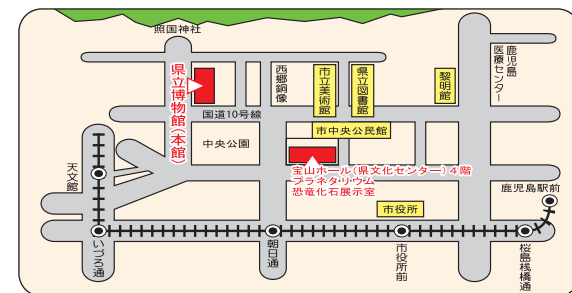 照国神社
県立博物館(本館)
国道10号線
西郷銅像
市立美術館
県立図書館
黎明館
鹿児島
医療センター
中央公園
市中央公民館
宝山ホール(県文化センター)4階
プラネタリウム
恐竜化石展示室
天文館
市役所
鹿児島駅前
いづろ通
朝日通
市役所前
桜島桟橋通